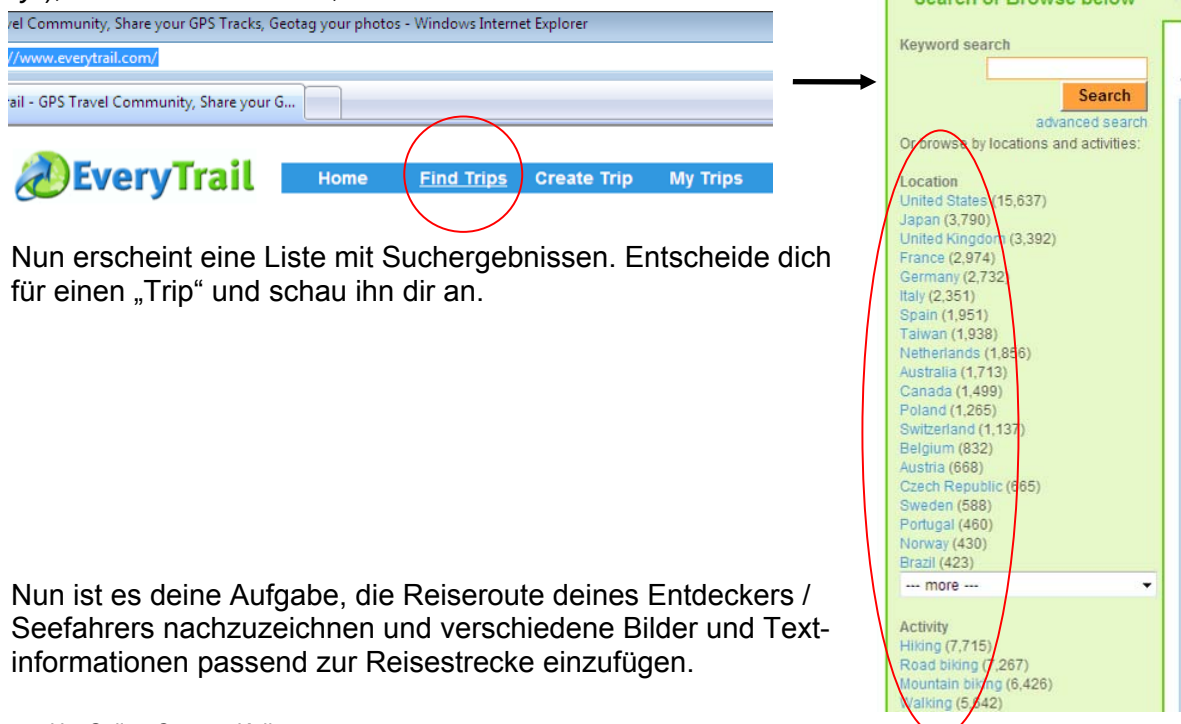 vel Community, Share your GPS Tracks, Geotag your photos - Windows Internet Explorer
//www.everytrail.com/
rail - GPS Travel Community, Share your G...
EveryTrail
Home Find Trips Create Trip My Trips
Nun erscheint eine Liste mit Suchergebnissen. Entscheide dich
für einen „Trip“ und schau ihn dir an.
Nun ist es deine Aufgabe, die Reiseroute deines Entdeckers /
Seefahrers nachzuzeichnen und verschiedene Bilder und Text-
informationen passend zur Reisestrecke einzufügen.
Search or Browse below
Keyword search
Search
advanced search
Or browse by locations and activities:
Location
United States (15,637)
Japan (3,790)
United Kingdom (3,392)
France (2,974)
Germany (2,732)
Italy (2,351)
Spain (1,951)
Taiwan (1,938)
Netherlands (1,856)
Australia (1,713)
Canada (1,499)
Poland (1,265)
Switzerland (1,137)
Belgium (832)
Austria (668)
Czech Republic (665)
Sweden (588)
Portugal (460)
Norway (430)
Brazil (423)
--- more ---
Activity
Hiking (7,715)
Road biking (7,267)
Mountain biking (6,426)
Walking (5,642)